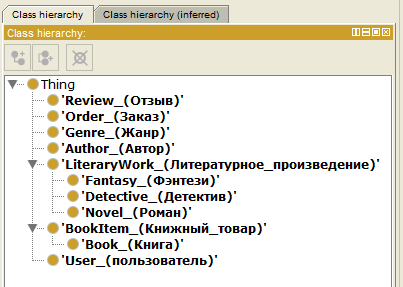 Class hierarchy
Class hierarchy (inferred)
Class hierarchy:
Thing
'Review_(Отзыв)'
'Order_(Заказ)'
'Genre_(Жанр)'
'Author_(Автор)'
'LiteraryWork_(Литературное_произведение)'
'Fantasy_(Фэнтези)'
'Detective_(Детектив)'
'Novel_(Роман)'
'BookItem_(Книжный_товар)'
'Book_(Книга)'
'User_(пользователь)'